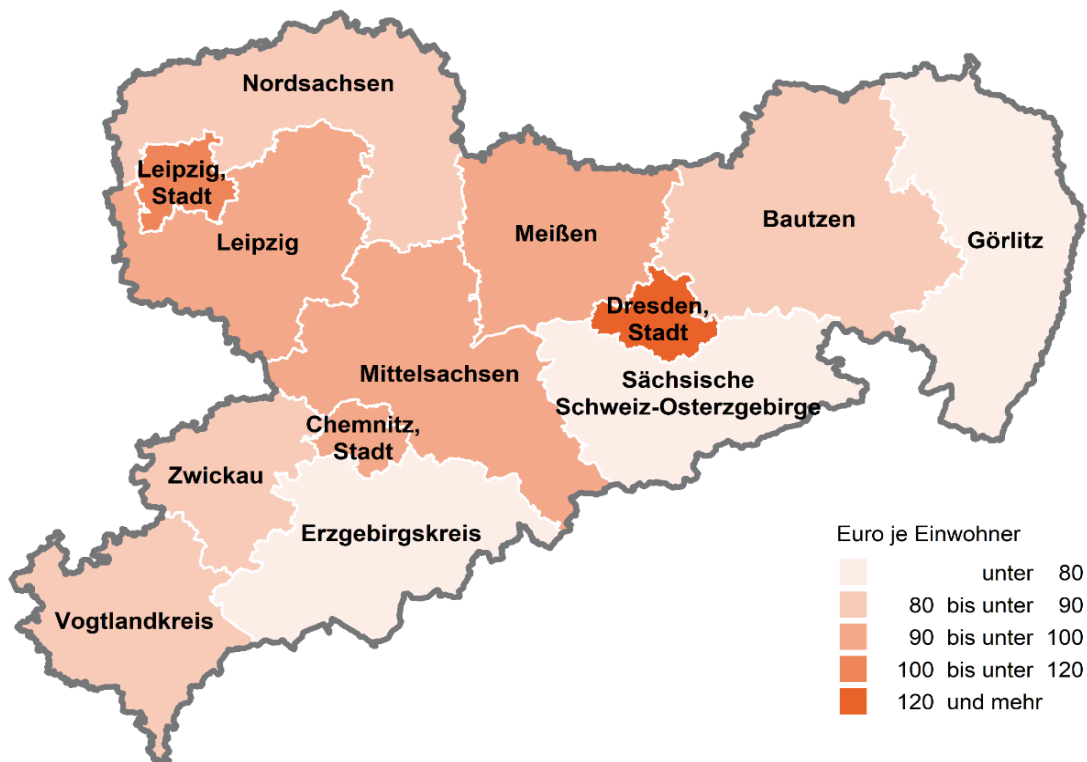 Nordsachsen
Leipzig,
Stadt
Leipzig
Meißen
Bautzen
Görlitz
Dresden,
Stadt
Mittelsachsen
Sächsische
Schweiz-Osterzgebirge
Chemnitz,
Stadt
Zwickau
Erzgebirgskreis
Vogtlandkreis
Euro je Einwohner
unter 80
80 bis unter 90
90 bis unter 100
100 bis unter 120
120 und mehr